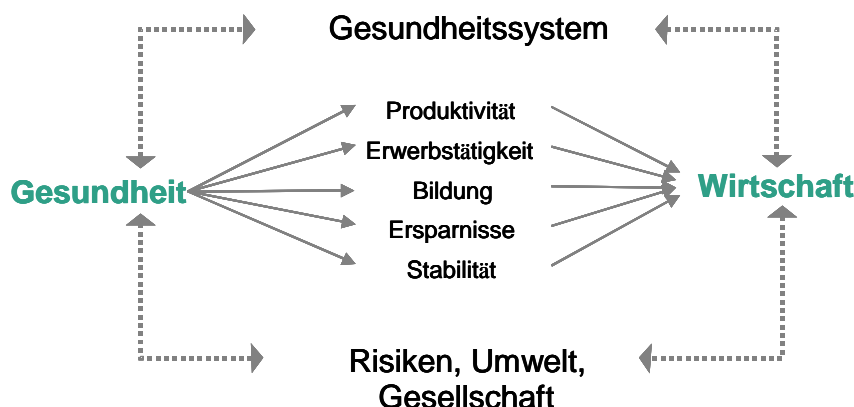 Gesundheitssystem
Produktivität
Erwerbstätigkeit
Gesundheit
Bildung
Wirtschaft
Ersparnisse
Stabilität
Risiken, Umwelt,
Gesellschaft